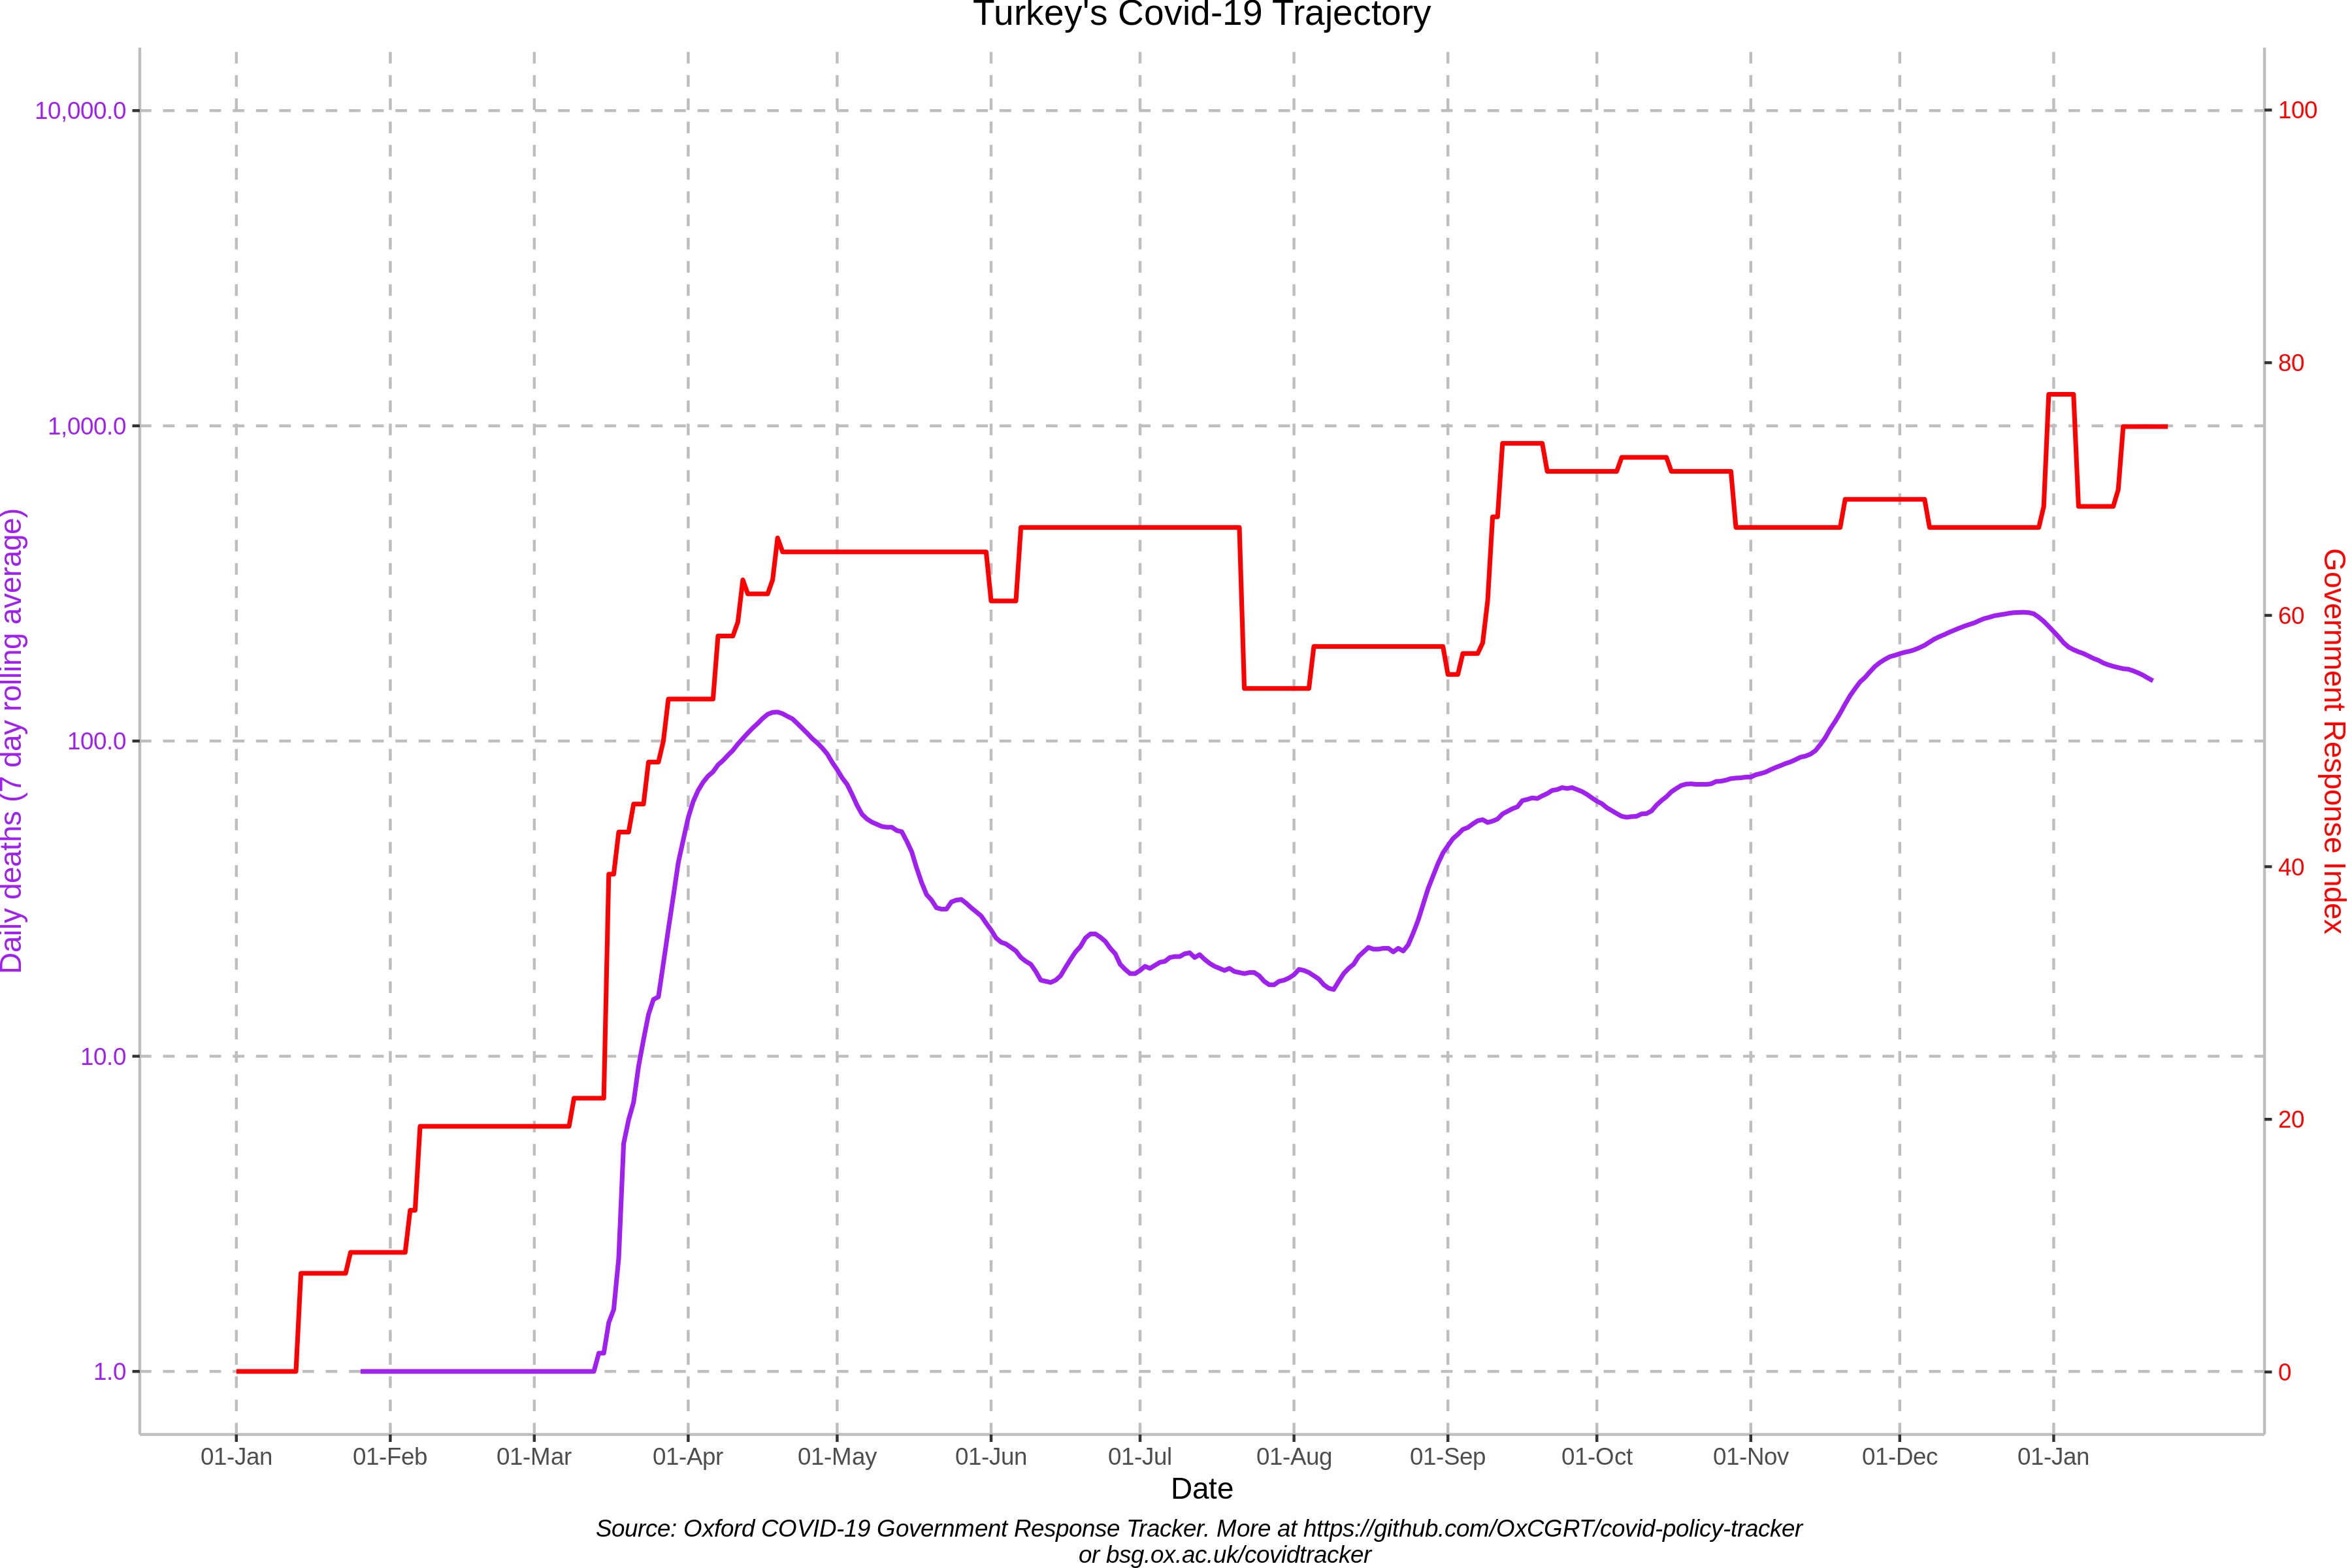 Turkey's Covid-19 Trajectory
10,000.0
1,000.0
100.0
10.0
1.0
Daily deaths (7 day rolling average)
100
80
60
40
20
0
Government Response Index
01-Jan 01-Feb 01-Mar 01-Apr 01-May 01-Jun 01-Jul 01-Aug 01-Sep 01-Oct 01-Nov 01-Dec 01-Jan
Date
Source: Oxford COVID-19 Government Response Tracker. More at https://github.com/OxCGRT/covid-policy-tracker
or bsg.ox.ac.uk/covidtracker